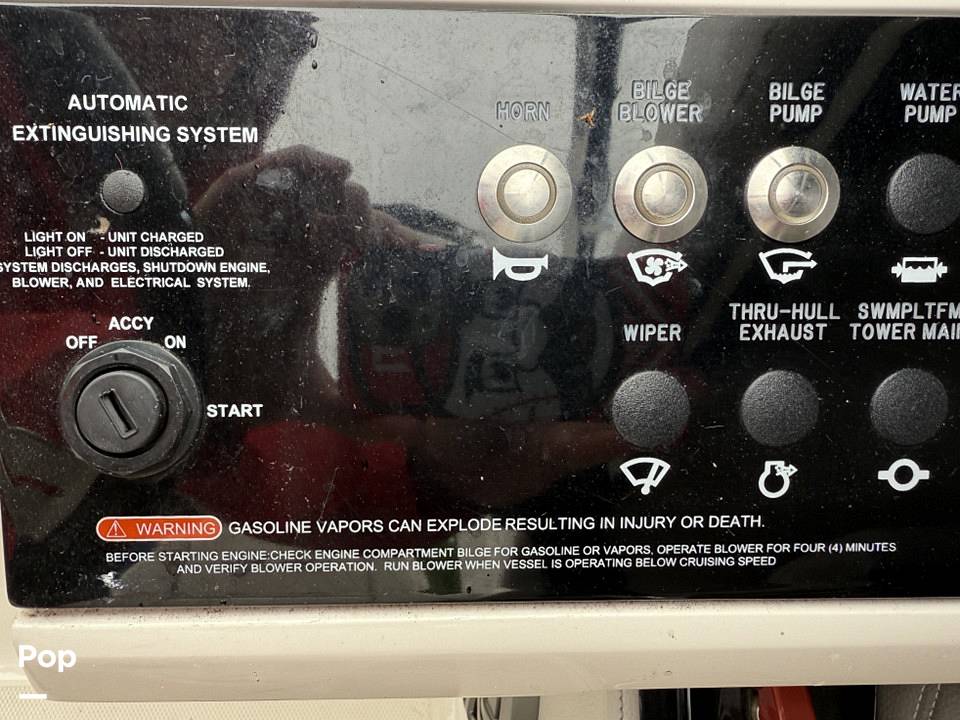 AUTOMATIC
EXTINGUISHING SYSTEM
LIGHT ON - UNIT CHARGED
LIGHT OFF - UNIT DISCHARGED
SYSTEM DISCHARGES, SHUTDOWN ENGINE,
BLOWER, AND ELECTRICAL SYSTEM.
ACCY
OFF ON
START
HORN
BILGE
BLOWER
BILGE
PUMP
WATER
PUMP
WIPER
THRU-HULL
EXHAUST
SWMPLTFM
TOWER MAIN
WARNING GASOLINE VAPORS CAN EXPLODE RESULTING IN INJURY OR DEATH.
BEFORE STARTING ENGINE:CHECK ENGINE COMPARTMENT BILGE FOR GASOLINE OR VAPORS, OPERATE BLOWER FOR FOUR (4) MINUTES
AND VERIFY BLOWER OPERATION. RUN BLOWER WHEN VESSEL IS OPERATING BELOW CRUISING SPEED
Pop